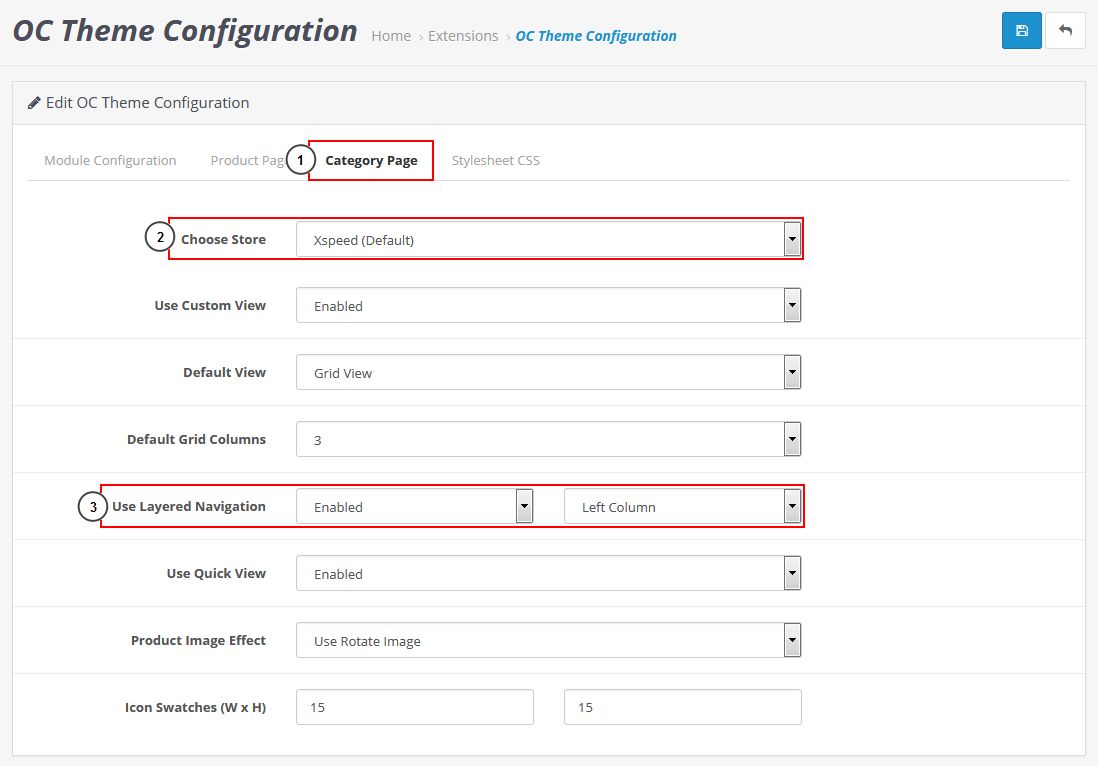 OC Theme Configuration Home › Extensions › OC Theme Configuration
Edit OC Theme Configuration
Module Configuration Product Pag 1 Category Page Stylesheet CSS
2 Choose Store Xspeed (Default)
Use Custom View Enabled
Default View Grid View
Default Grid Columns 3
3 Use Layered Navigation Enabled Left Column
Use Quick View Enabled
Product Image Effect Use Rotate Image
Icon Swatches (W x H) 15 15